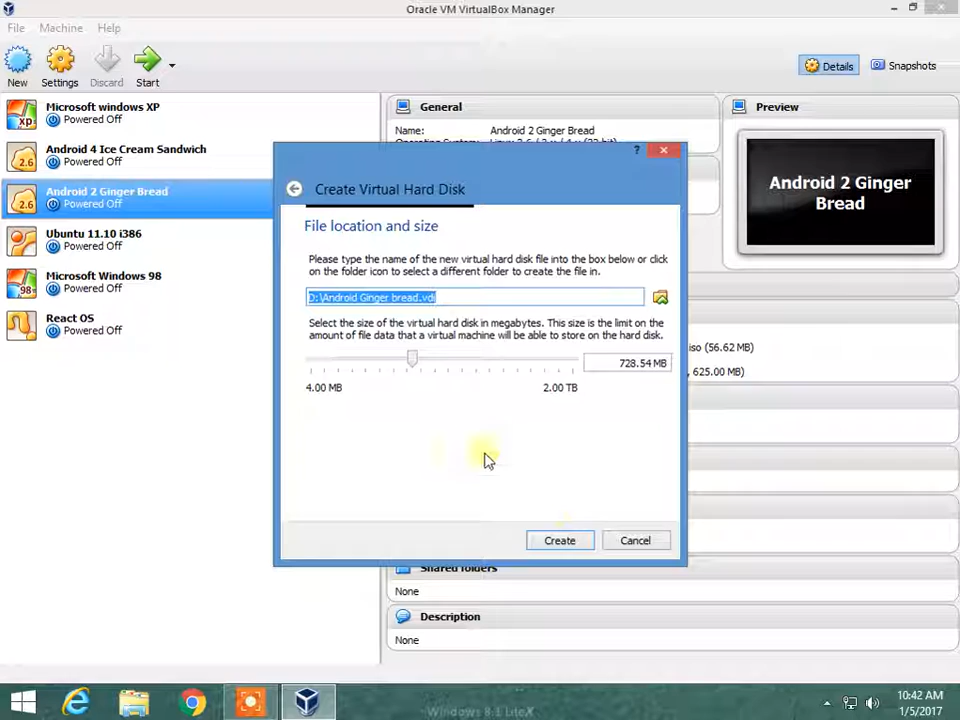 Oracle VM VirtualBox Manager
File Machine Help
New Settings Discard Start
Details Snapshots
Microsoft windows XP
Powered Off
Android 4 Ice Cream Sandwich
Powered Off
Android 2 Ginger Bread
Powered Off
Ubuntu 11.10 i386
Powered Off
Microsoft Windows 98
Powered Off
React OS
Powered Off
General
Name: Android 2 Ginger Bread
Preview
Android 2 Ginger
Bread
? 
Create Virtual Hard Disk
File location and size
Please type the name of the new virtual hard disk file into the box below or click
on the folder icon to select a different folder to create the file in.
D:\Android Ginger bread.vdi
Select the size of the virtual hard disk in megabytes. This size is the limit on the
amount of file data that a virtual machine will be able to store on the hard disk.
728.54 MB
4.00 MB 2.00 TB
Create Cancel
iso (56.62 MB)
, 625.00 MB)
Shared folders
None
Description
None
Windows 8.1 LiteX
10:42 AM
1/5/2017